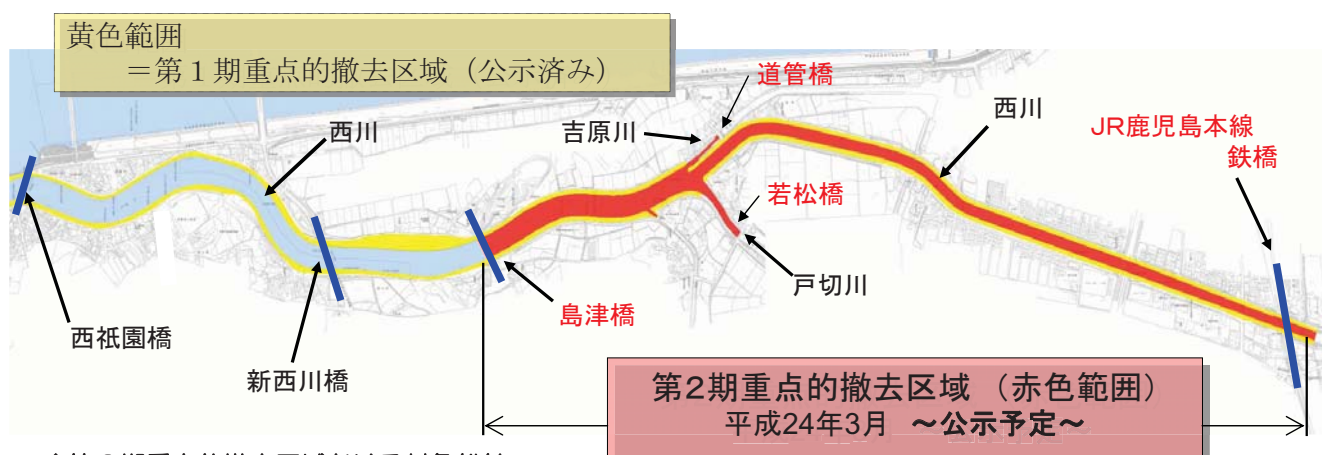 黄色範囲
＝第１期重点的撤去区域（公示済み）
道管橋
西川
吉原川
西川
ＪＲ鹿児島本線
鉄橋
若松橋
戸切川
島津橋
西祇園橋
新西川橋
第２期重点的撤去区域（赤色範囲）
平成24年3月 ～公示予定～